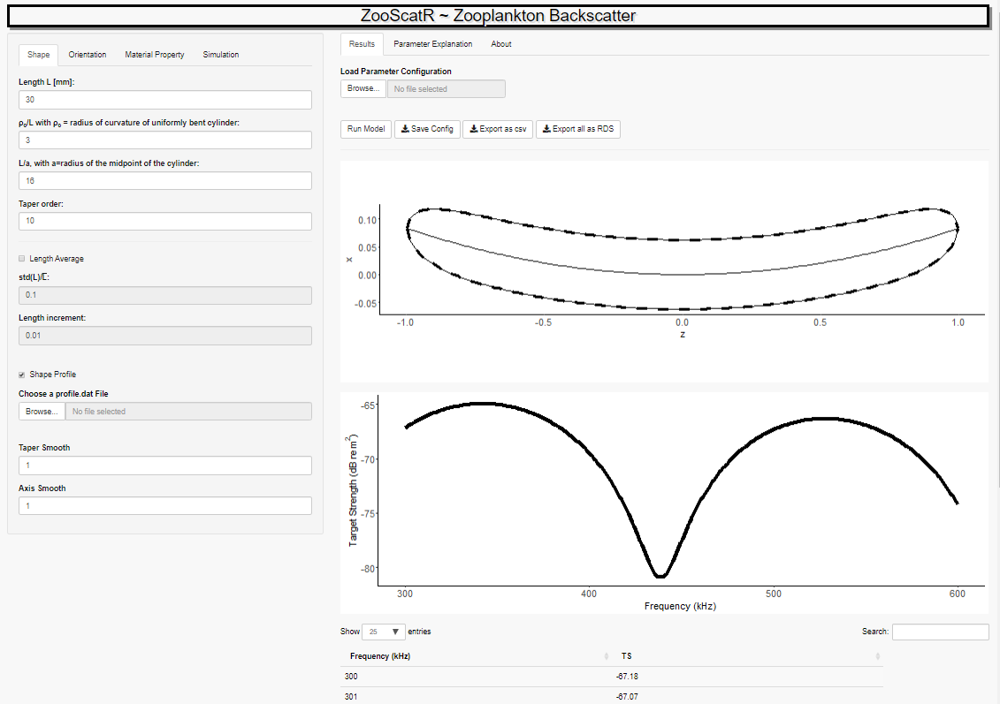 ZooScatR ~ Zooplankton Backscatter
Shape Orientation Material Property Simulation
Length L [mm]:
30
ρ₀/L with ρ₀ = radius of curvature of uniformly bent cylinder:
3
L/a, with a=radius of the midpoint of the cylinder:
16
Taper order:
10
Length Average
std(L)/L̅:
0.1
Length increment:
0.01
Shape Profile
Choose a profile.dat File
Browse... No file selected
Taper Smooth
1
Axis Smooth
1
Results Parameter Explanation About
Load Parameter Configuration
Browse... No file selected
Run Model Save Config Export as csv Export all as RDS
0.10
0.05
0.00
-0.05
x
-1.0 -0.5 0.0 0.5 1.0
z
-65
-70
-75
-80
Target Strength (dB re m²)
300 400 500 600
Frequency (kHz)
Show 25 entries Search:
Frequency (kHz) TS
300 -67.18
301 -67.07